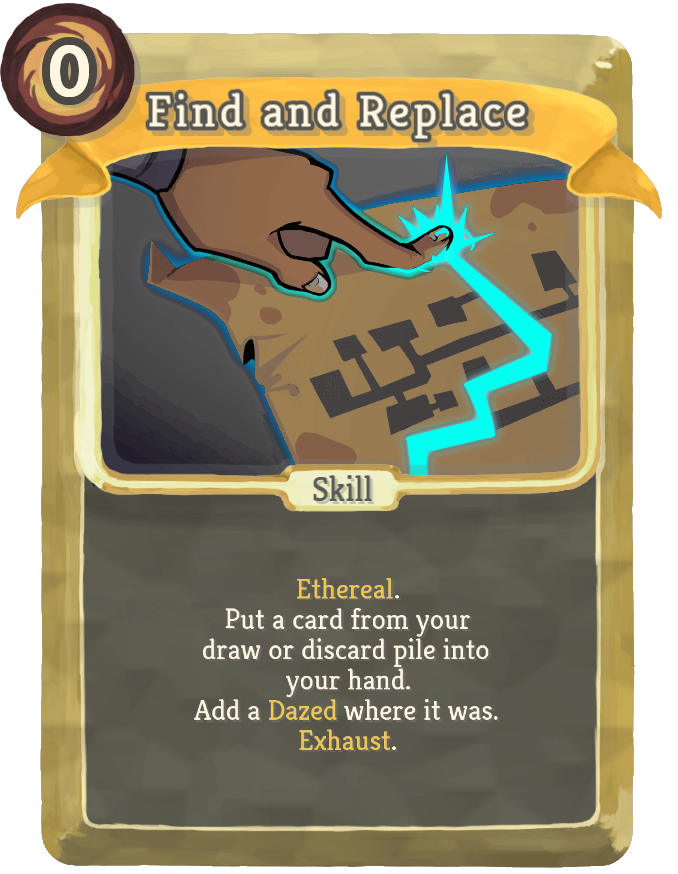 0
Find and Replace
Skill
Ethereal.
Put a card from your
draw or discard pile into
your hand.
Add a Dazed where it was.
Exhaust.